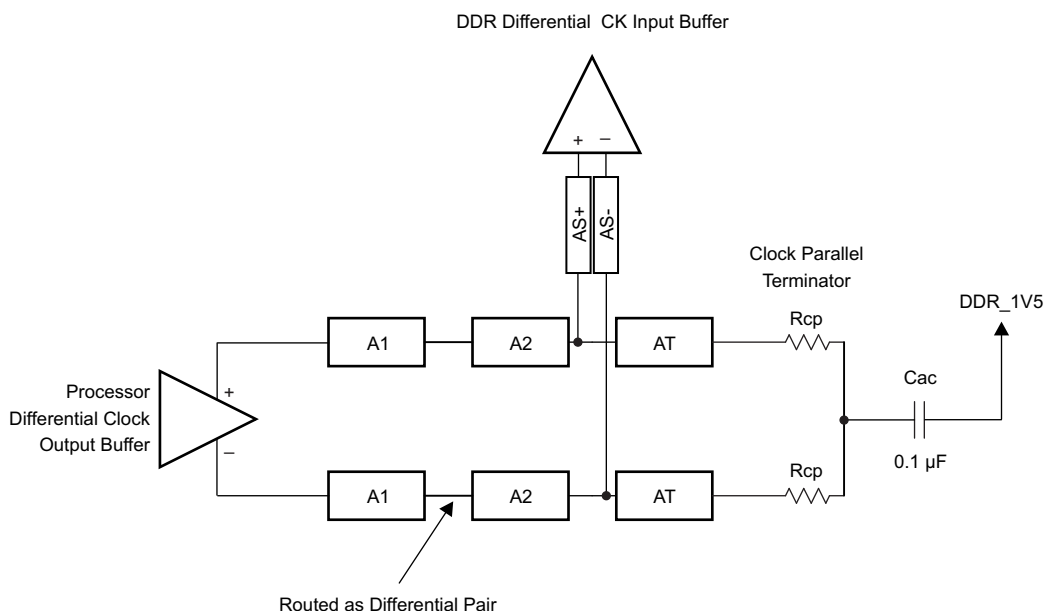 DDR Differential CK Input Buffer
+ –
AS+
AS-
Clock Parallel
Terminator
DDR_1V5
A1
A2
AT
Rcp
Cac
0.1 µF
Processor
Differential Clock
Output Buffer
+
–
A1
A2
AT
Rcp
Routed as Differential Pair